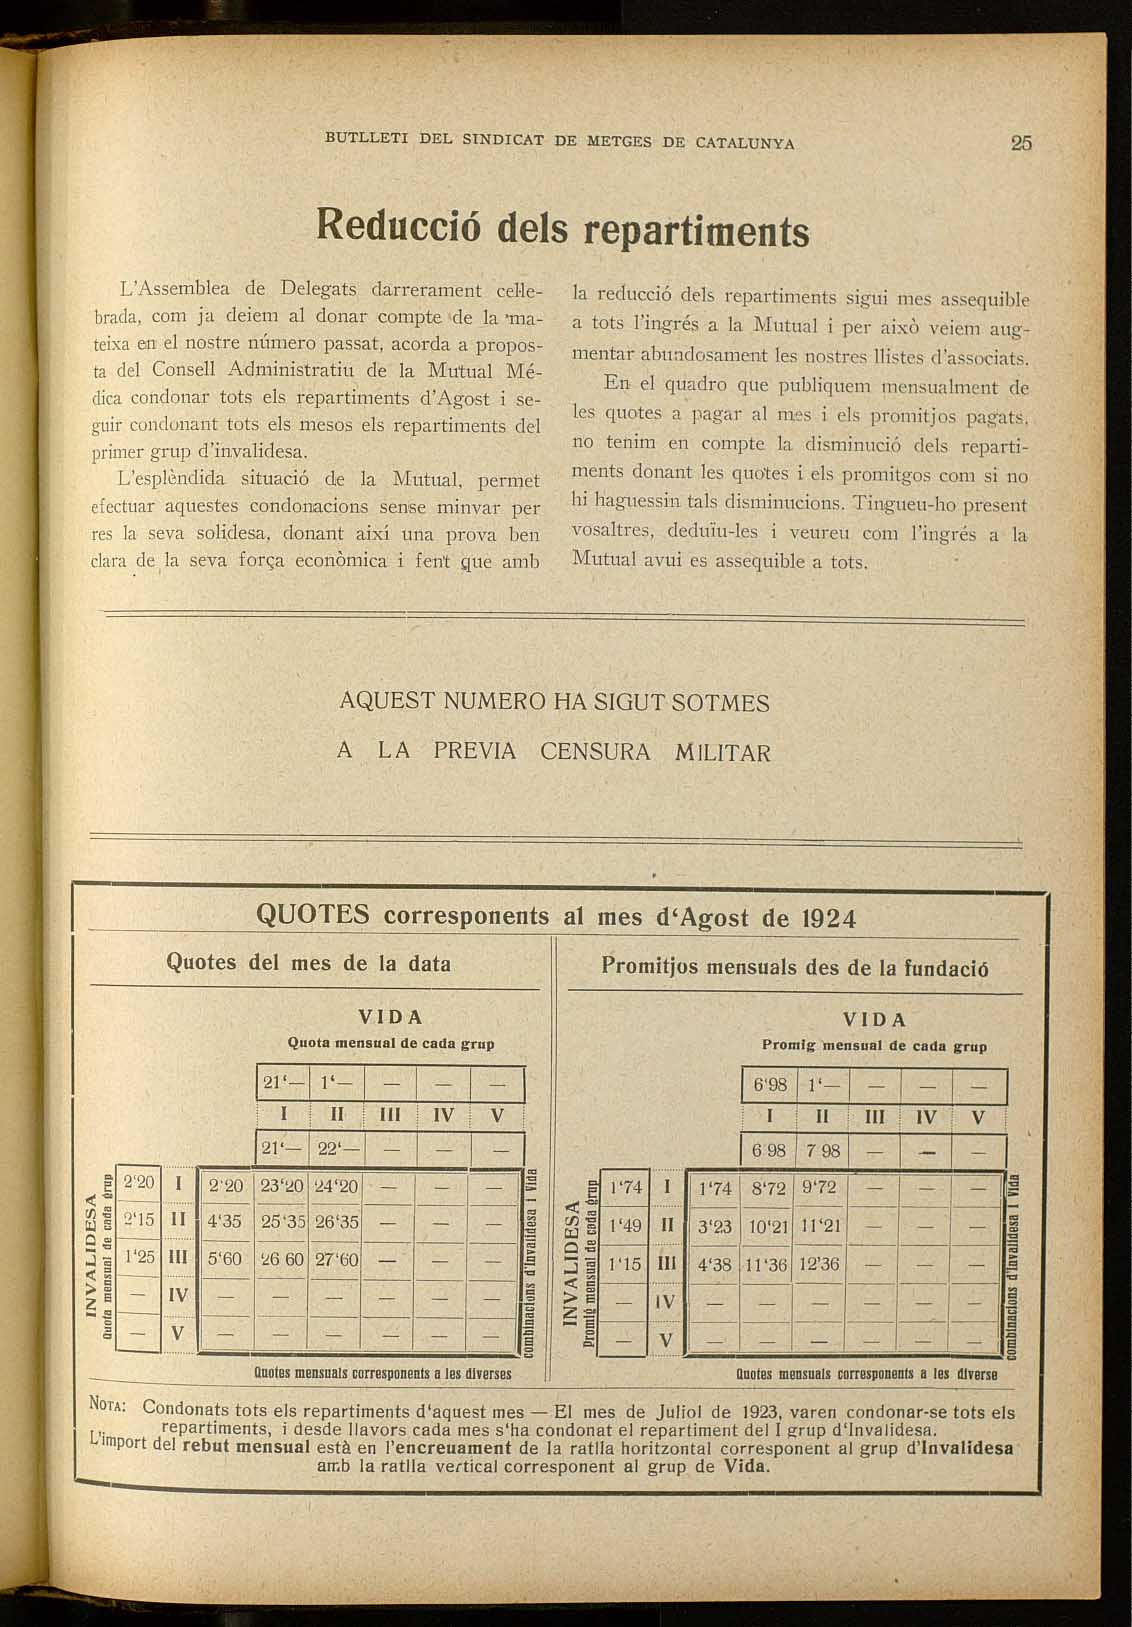 BUTLLETI DEL SINDICAT DE METGES DE CATALUNYA 25
Reducció dels repartiments
L'Assemblea de Delegats darrerament cel·le-
brada, com ja deiem al donar compte de la ma-
teixa en el nostre número passat, acorda a propos-
ta del Consell Administratiu de la Mutual Mé-
dica condonar tots els repartiments d'Agost i se-
guir condonant tots els mesos els repartiments del
primer grup d'invalidesa.
L'esplèndida situació de la Mutual, permet
efectuar aquestes condonacions sense minvar per
res la seva solidesa, donant així una prova ben
clara de la seva força econòmica i fent que amb
la reducció dels repartiments sigui mes assequible
a tots l'ingrés a la Mutual i per això veiem aug-
mentar abundosament les nostres llistes d'associats.
En el quadro que publiquem mensualment de
les quotes a pagar al mes i els promitjos pagats,
no tenim en compte la disminució dels reparti-
ments donant les quotes i els promitgos com si no
hi haguessin tals disminucions. Tingueu-ho present
vosaltres, deduïu-les i veureu com l'ingrés a la
Mutual avui es assequible a tots.
AQUEST NUMERO HA SIGUT SOTMES
A LA PREVIA CENSURA MILITAR
QUOTES corresponents al mes d'Agost de 1924
Quotes del mes de la data
VIDA
Quota mensual de cada grup
21'— 1'— — — —
I II III IV V
21'— 22'— — — —
INVALIDESA
Quota mensual de cada grup
2'20 I 2'20 23'20 24'20 — — —
2'15 II 4'35 25'35 26'35 — — —
1'25 III 5'60 26 60 27'60 — — —
— IV — — — — — —
— V — — — — — —
combinacions d'Invalidesa i Vida
Quotes mensuals corresponents a les diverses
Promitjos mensuals des de la fundació
VIDA
Promig mensual de cada grup
6'98 1'— — — —
I II III IV V
6 98 7 98 — — —
INVALIDESA
Promig mensual de cada grup
1'74 I 1'74 8'72 9'72 — — —
1'49 II 3'23 10'21 11'21 — — —
1'15 III 4'38 11'36 12'36 — — —
— IV — — — — — —
— V — — — — — —
combinacions d'Invalidesa i Vida
Quotes mensuals corresponents a les diverse
NOTA: Condonats tots els repartiments d'aquest mes — El mes de Juliol de 1923, varen condonar-se tots els
repartiments, i desde llavors cada mes s'ha condonat el repartiment del I grup d'Invalidesa.
L'import del rebut mensual està en l'encreuament de la ratlla horitzontal corresponent al grup d'Invalidesa
amb la ratlla vertical corresponent al grup de Vida.